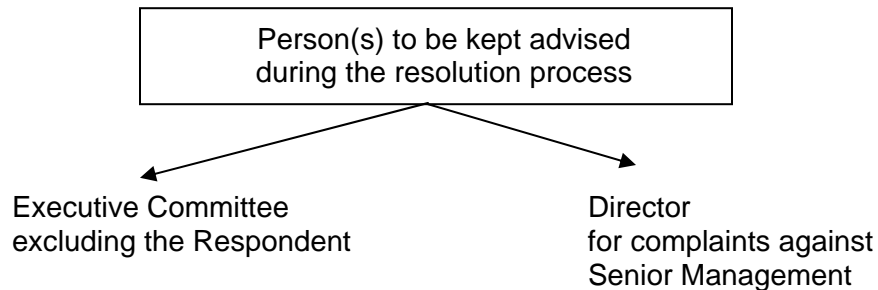 Person(s) to be kept advised
during the resolution process
Executive Committee
excluding the Respondent
Director
for complaints against
Senior Management